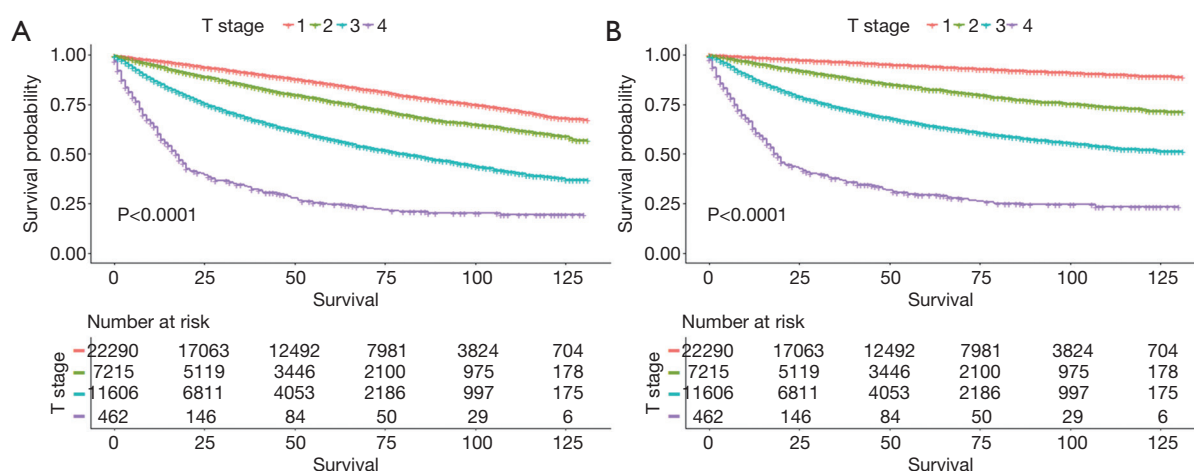 A
T stage 1 2 3 4
1.00
0.75
0.50
0.25
0.00
Survival probability
P<0.0001
0 25 50 75 100 125
Survival
Number at risk
T stage
22290 17063 12492 7981 3824 704
7215 5119 3446 2100 975 178
11606 6811 4053 2186 997 175
462 146 84 50 29 6
0 25 50 75 100 125
Survival
B
T stage 1 2 3 4
1.00
0.75
0.50
0.25
0.00
Survival probability
P<0.0001
0 25 50 75 100 125
Survival
Number at risk
T stage
22290 17063 12492 7981 3824 704
7215 5119 3446 2100 975 178
11606 6811 4053 2186 997 175
462 146 84 50 29 6
0 25 50 75 100 125
Survival